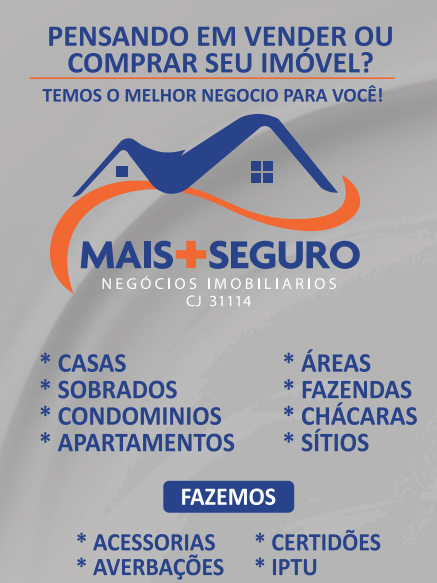 PENSANDO EM VENDER OU
COMPRAR SEU IMÓVEL?
TEMOS O MELHOR NEGOCIO PARA VOCÊ!
MAIS+SEGURO
NEGÓCIOS IMOBILIARIOS
CJ 31114
* CASAS
* SOBRADOS
* CONDOMINIOS
* APARTAMENTOS
* ÁREAS
* FAZENDAS
* CHÁCARAS
* SÍTIOS
FAZEMOS
* ACESSORIAS
* AVERBAÇÕES
* CERTIDÕES
* IPTU